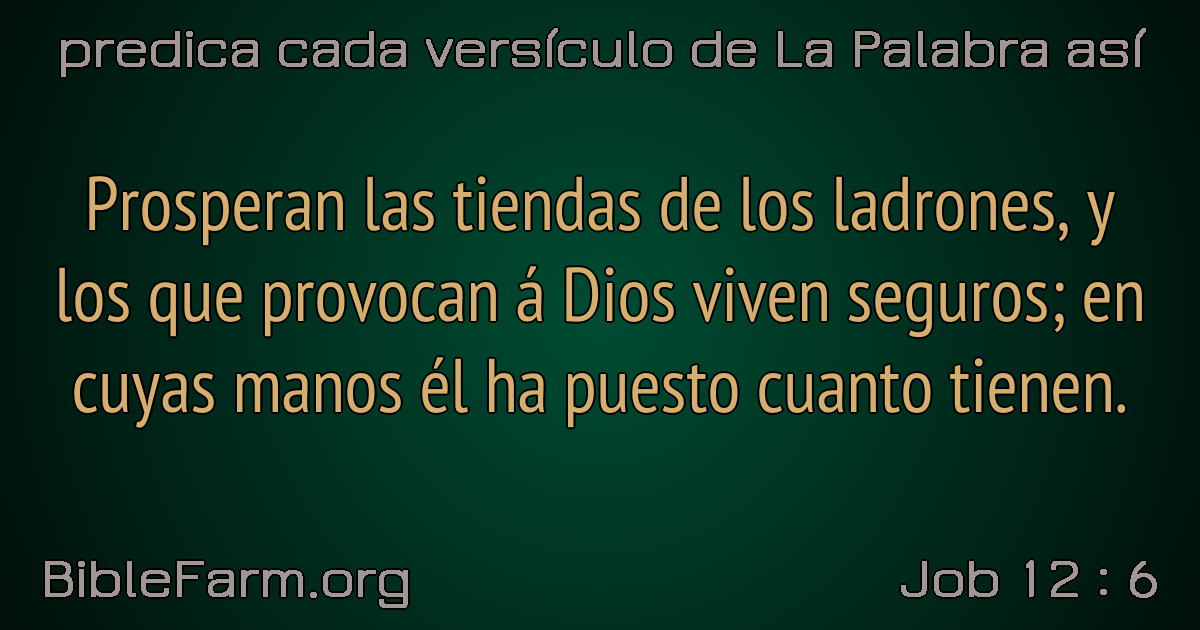 predica cada versículo de La Palabra así
Prosperan las tiendas de los ladrones, y
los que provocan á Dios viven seguros; en
cuyas manos él ha puesto cuanto tienen.
BibleFarm.org
Job 12 : 6